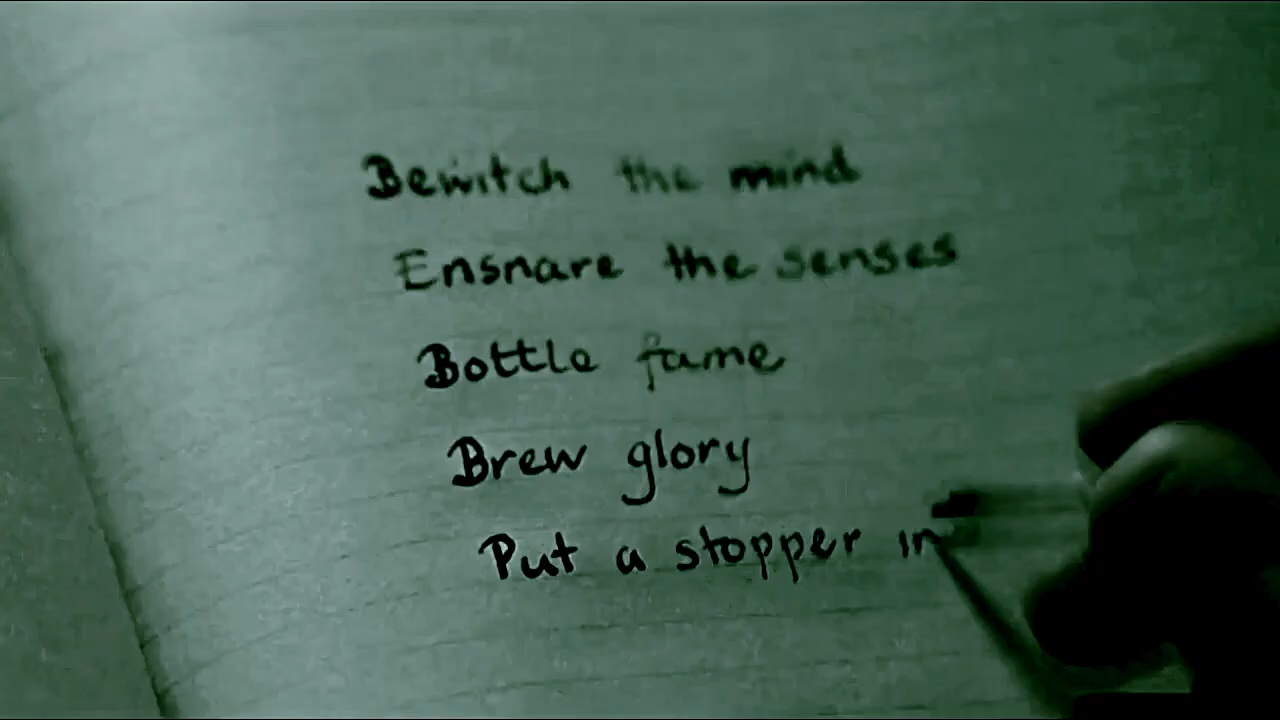 Bewitch the mind
Ensnare the senses
Bottle fame
Brew glory
Put a stopper in